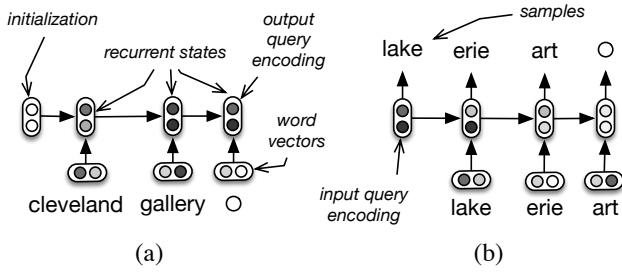 initialization
recurrent states
output
query
encoding
word
vectors
cleveland gallery
(a)
samples
lake erie art
input query
encoding
lake erie art
(b)